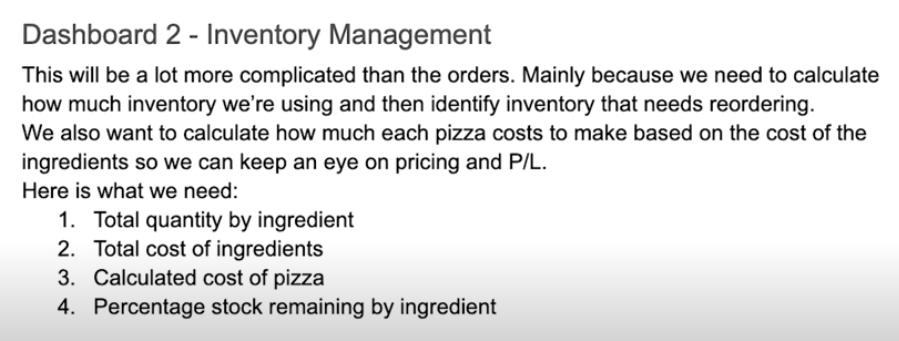 Dashboard 2 - Inventory Management
This will be a lot more complicated than the orders. Mainly because we need to calculate
how much inventory we're using and then identify inventory that needs reordering.
We also want to calculate how much each pizza costs to make based on the cost of the
ingredients so we can keep an eye on pricing and P/L.
Here is what we need:
1. Total quantity by ingredient
2. Total cost of ingredients
3. Calculated cost of pizza
4. Percentage stock remaining by ingredient